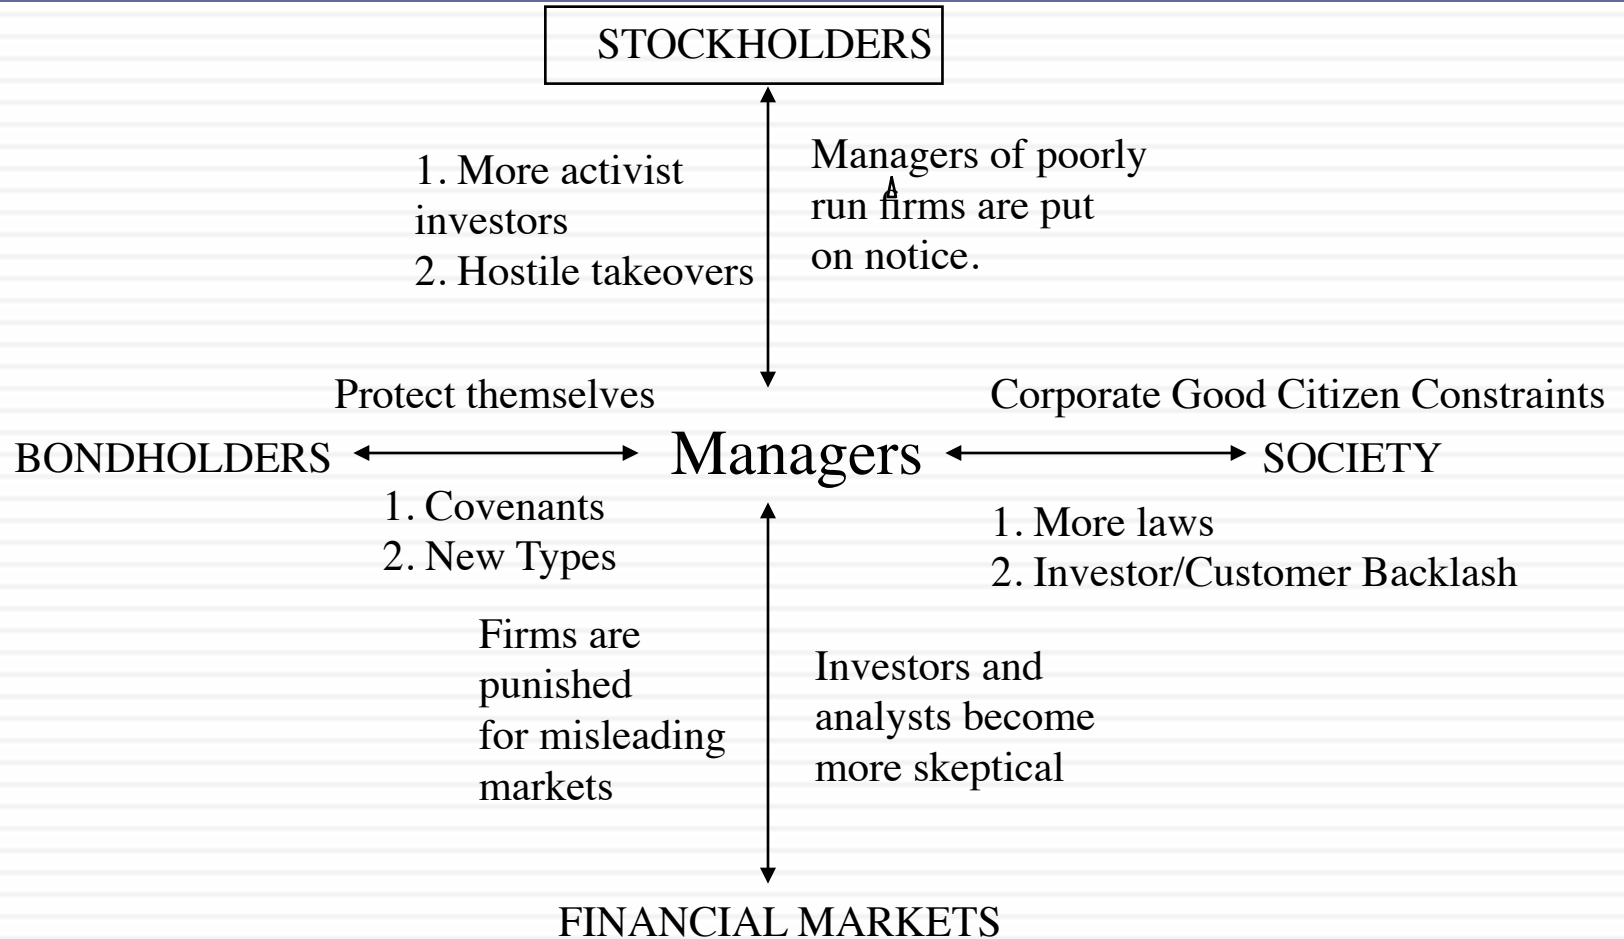 STOCKHOLDERS
1. More activist
investors
2. Hostile takeovers
Managers of poorly
run firms are put
on notice.
Protect themselves
Corporate Good Citizen Constraints
BONDHOLDERS
Managers
SOCIETY
1. Covenants
2. New Types
1. More laws
2. Investor/Customer Backlash
Firms are
punished
for misleading
markets
Investors and
analysts become
more skeptical
FINANCIAL MARKETS